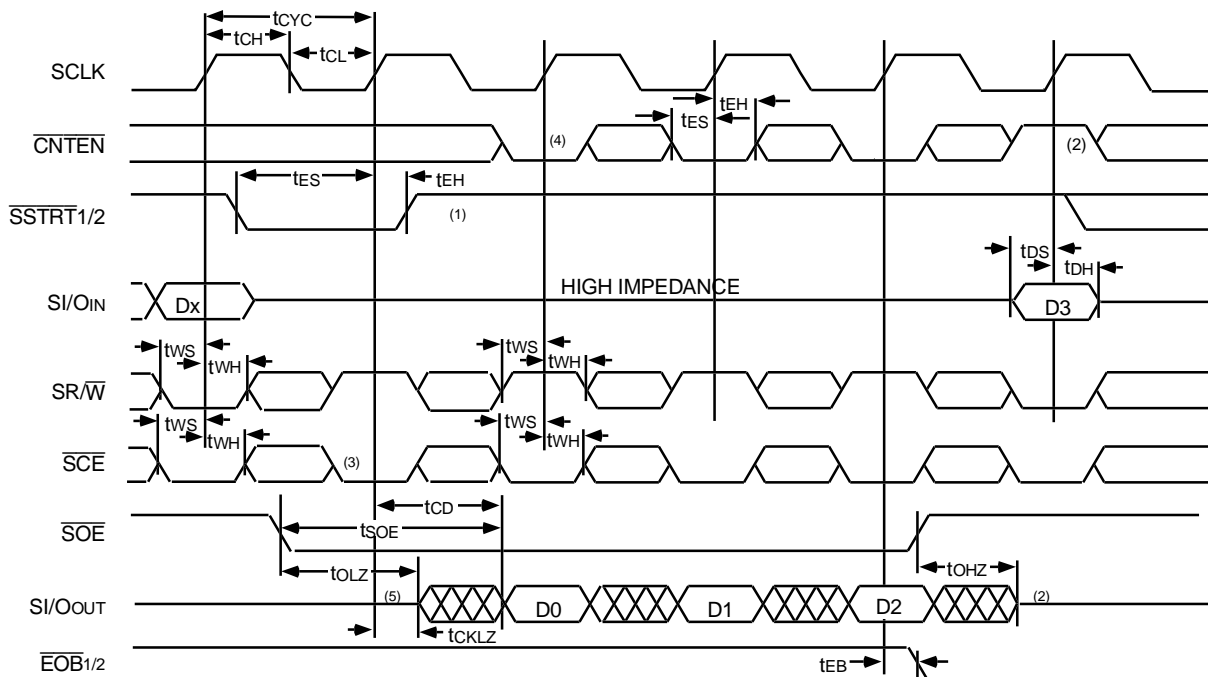 tCYC
tCH
tCL
SCLK
tEH
tES
CNTEN
(4)
(2)
tES
tEH
SSTRT1/2
(1)
tDS
tDH
SI/OIN
Dx
HIGH IMPEDANCE
D3
tWS
tWH
tWS
tWH
SR/W
tWS
tWH
tWS
tWH
SCE
(3)
tCD
SOE
tSOE
tOLZ
tOHZ
SI/OOUT
(5)
D0
D1
D2
(2)
tCKLZ
EOB1/2
tEB